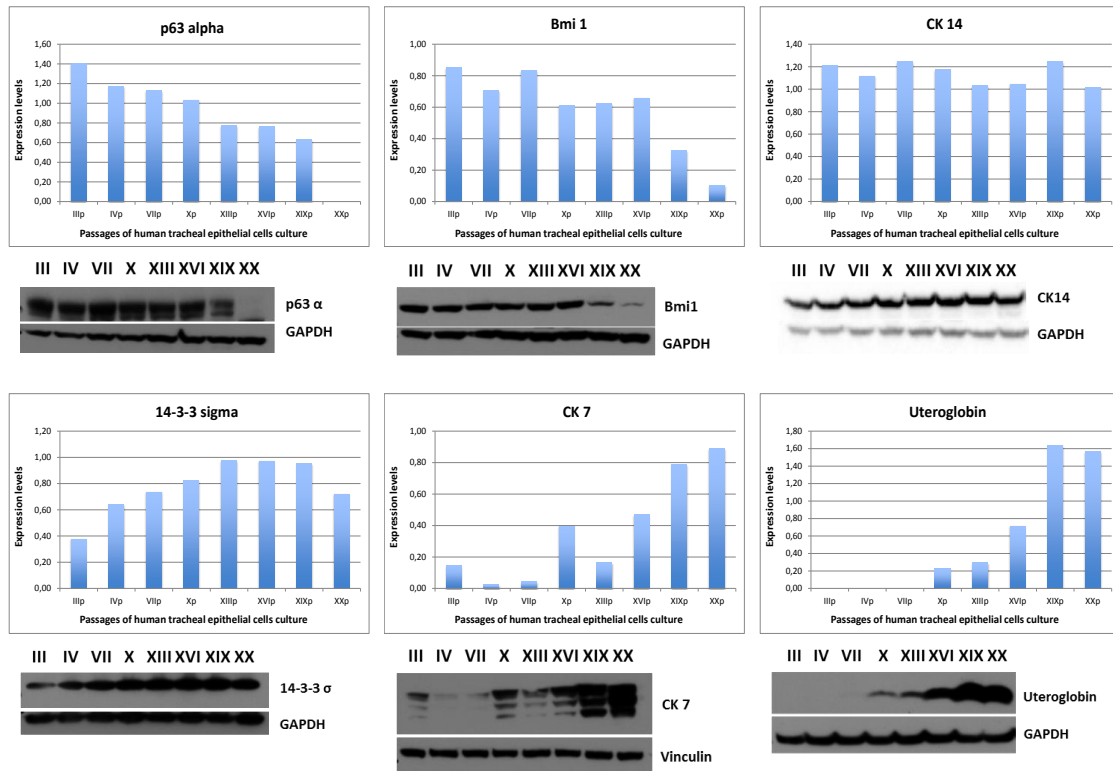 p63 alpha
Expression levels
1,60
1,40
1,20
1,00
0,80
0,60
0,40
0,20
0,00
IIIp IVp VIIp Xp XIIIp XVIp XIXp XXp
Passages of human tracheal epithelial cells culture
III IV VII X XIII XVI XIX XX
p63 α
GAPDH
Bmi 1
Expression levels
1,00
0,80
0,60
0,40
0,20
0,00
IIIp IVp VIIp Xp XIIIp XVIp XIXp XXp
Passages of human tracheal epithelial cells culture
III IV VII X XIII XVI XIX XX
Bmi1
GAPDH
CK 14
Expression levels
1,40
1,20
1,00
0,80
0,60
0,40
0,20
0,00
IIIp IVp VIIp Xp XIIIp XVIp XIXp XXp
Passages of human tracheal epithelial cells culture
III IV VII X XIII XVI XIX XX
CK14
GAPDH
14-3-3 sigma
Expression levels
1,20
1,00
0,80
0,60
0,40
0,20
0,00
IIIp IVp VIIp Xp XIIIp XVIp XIXp XXp
Passages of human tracheal epithelial cells culture
III IV VII X XIII XVI XIX XX
14-3-3 σ
GAPDH
CK 7
Expression levels
1,00
0,80
0,60
0,40
0,20
0,00
IIIp IVp VIIp Xp XIIIp XVIp XIXp XXp
Passages of human tracheal epithelial cells culture
III IV VII X XIII XVI XIX XX
CK 7
Vinculin
Uteroglobin
Expression levels
1,80
1,60
1,40
1,20
1,00
0,80
0,60
0,40
0,20
0,00
IIIp IVp VIIp Xp XIIIp XVIp XIXp XXp
Passages of human tracheal epithelial cells culture
III IV VII X XIII XVI XIX XX
Uteroglobin
GAPDH